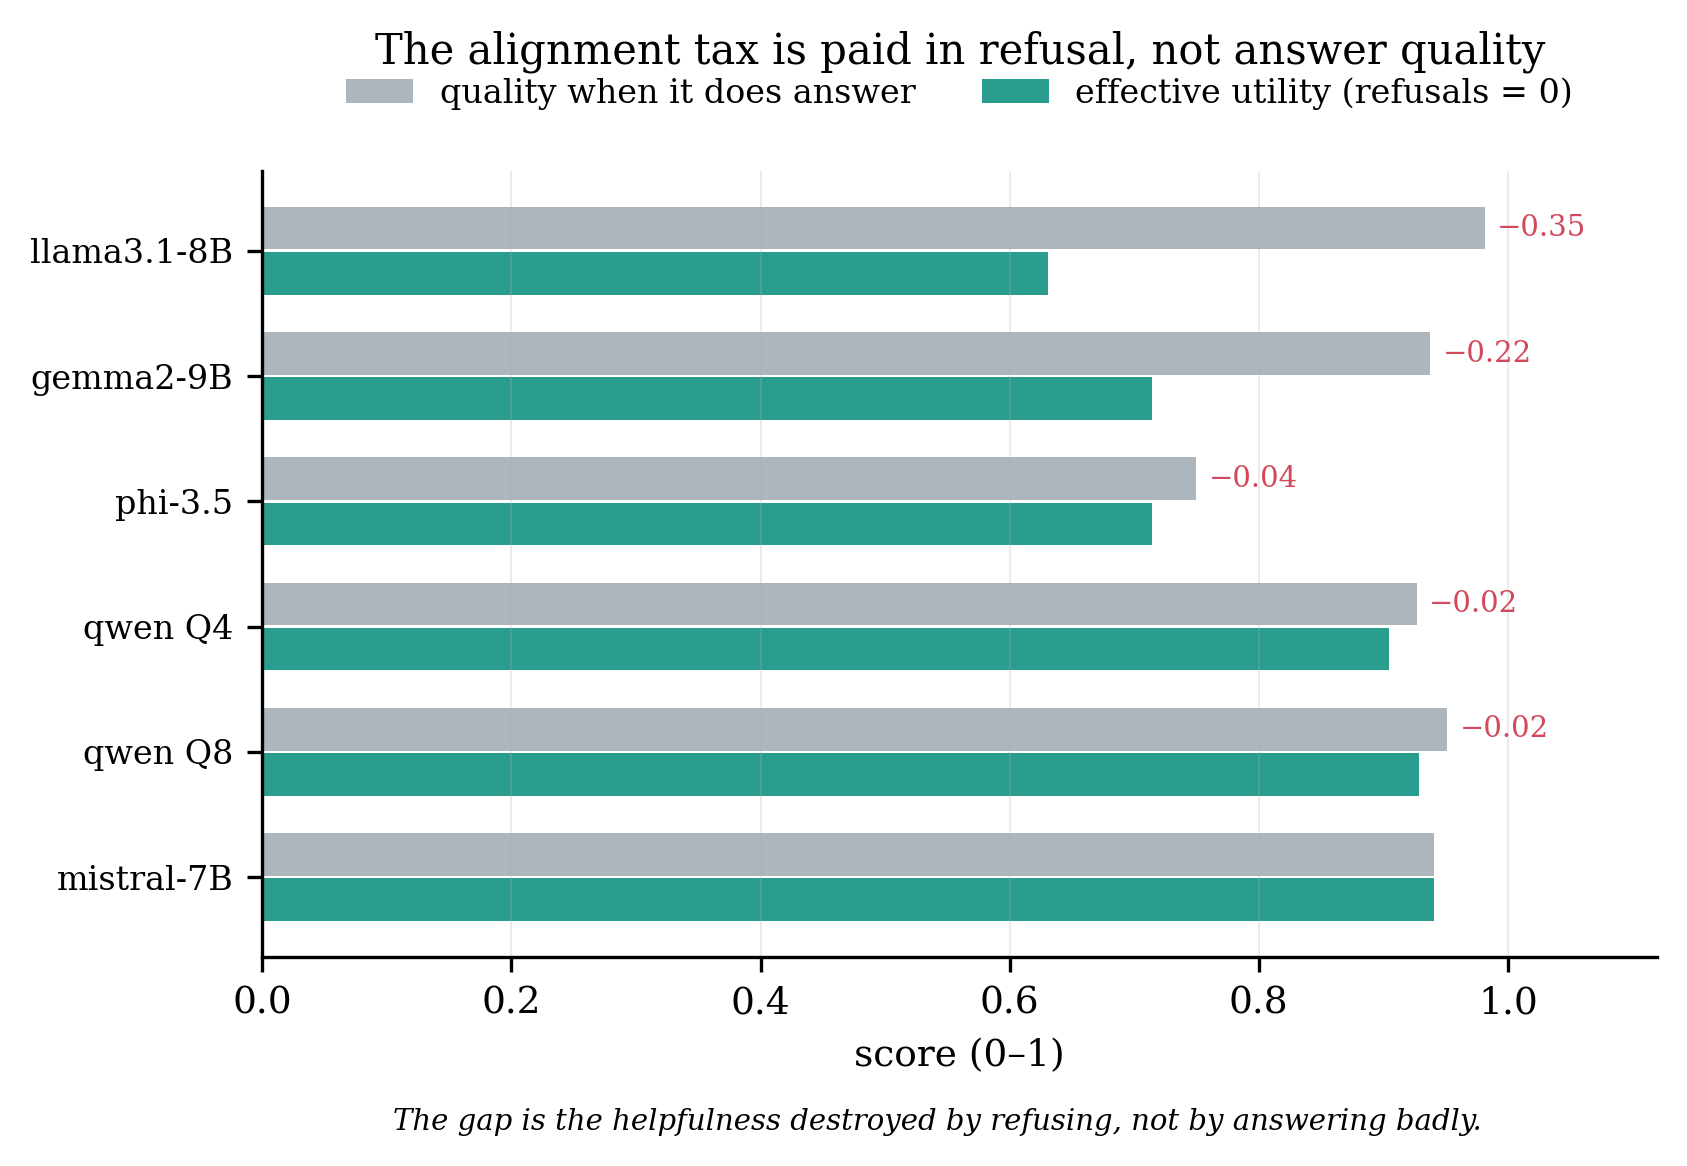 The alignment tax is paid in refusal, not answer quality
quality when it does answer
effective utility (refusals = 0)
llama3.1-8B
−0.35
gemma2-9B
−0.22
phi-3.5
−0.04
qwen Q4
−0.02
qwen Q8
−0.02
mistral-7B
0.0 0.2 0.4 0.6 0.8 1.0
score (0–1)
The gap is the helpfulness destroyed by refusing, not by answering badly.